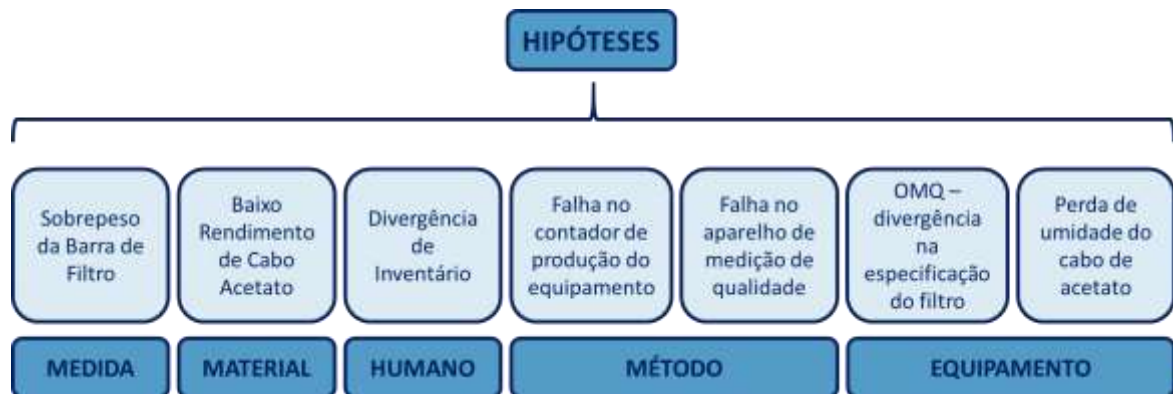 HIPÓTESES
Sobrepeso
da Barra de
Filtro
Baixo
Rendimento
de Cabo
Acetato
Divergência
de
Inventário
Falha no
contador de
produção do
equipamento
Falha no
aparelho de
medição de
qualidade
OMQ –
divergência
na
especificação
do filtro
Perda de
umidade do
cabo de
acetato
MEDIDA
MATERIAL
HUMANO
MÉTODO
EQUIPAMENTO